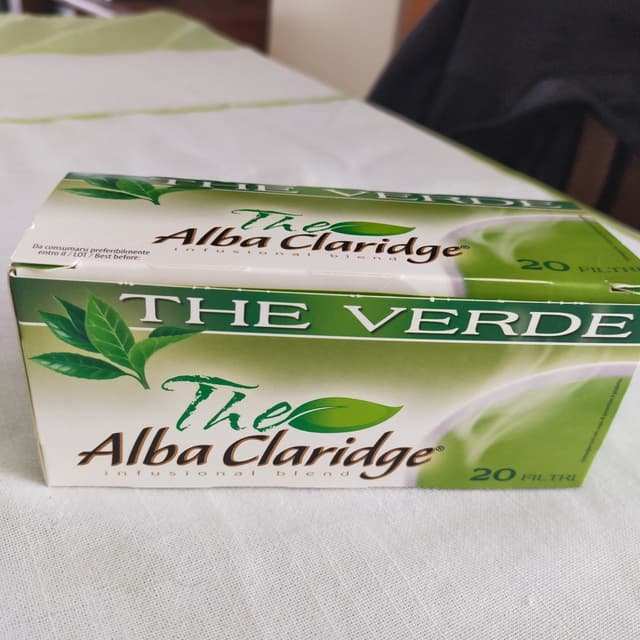 THE VERDE
The
Alba Claridge®
infusional blend
Da consumarsi preferibilmente
entro il / LOT / Best before:
20 FILTRI
THE VERDE
The
Alba Claridge®
infusional blend
20 FILTRI